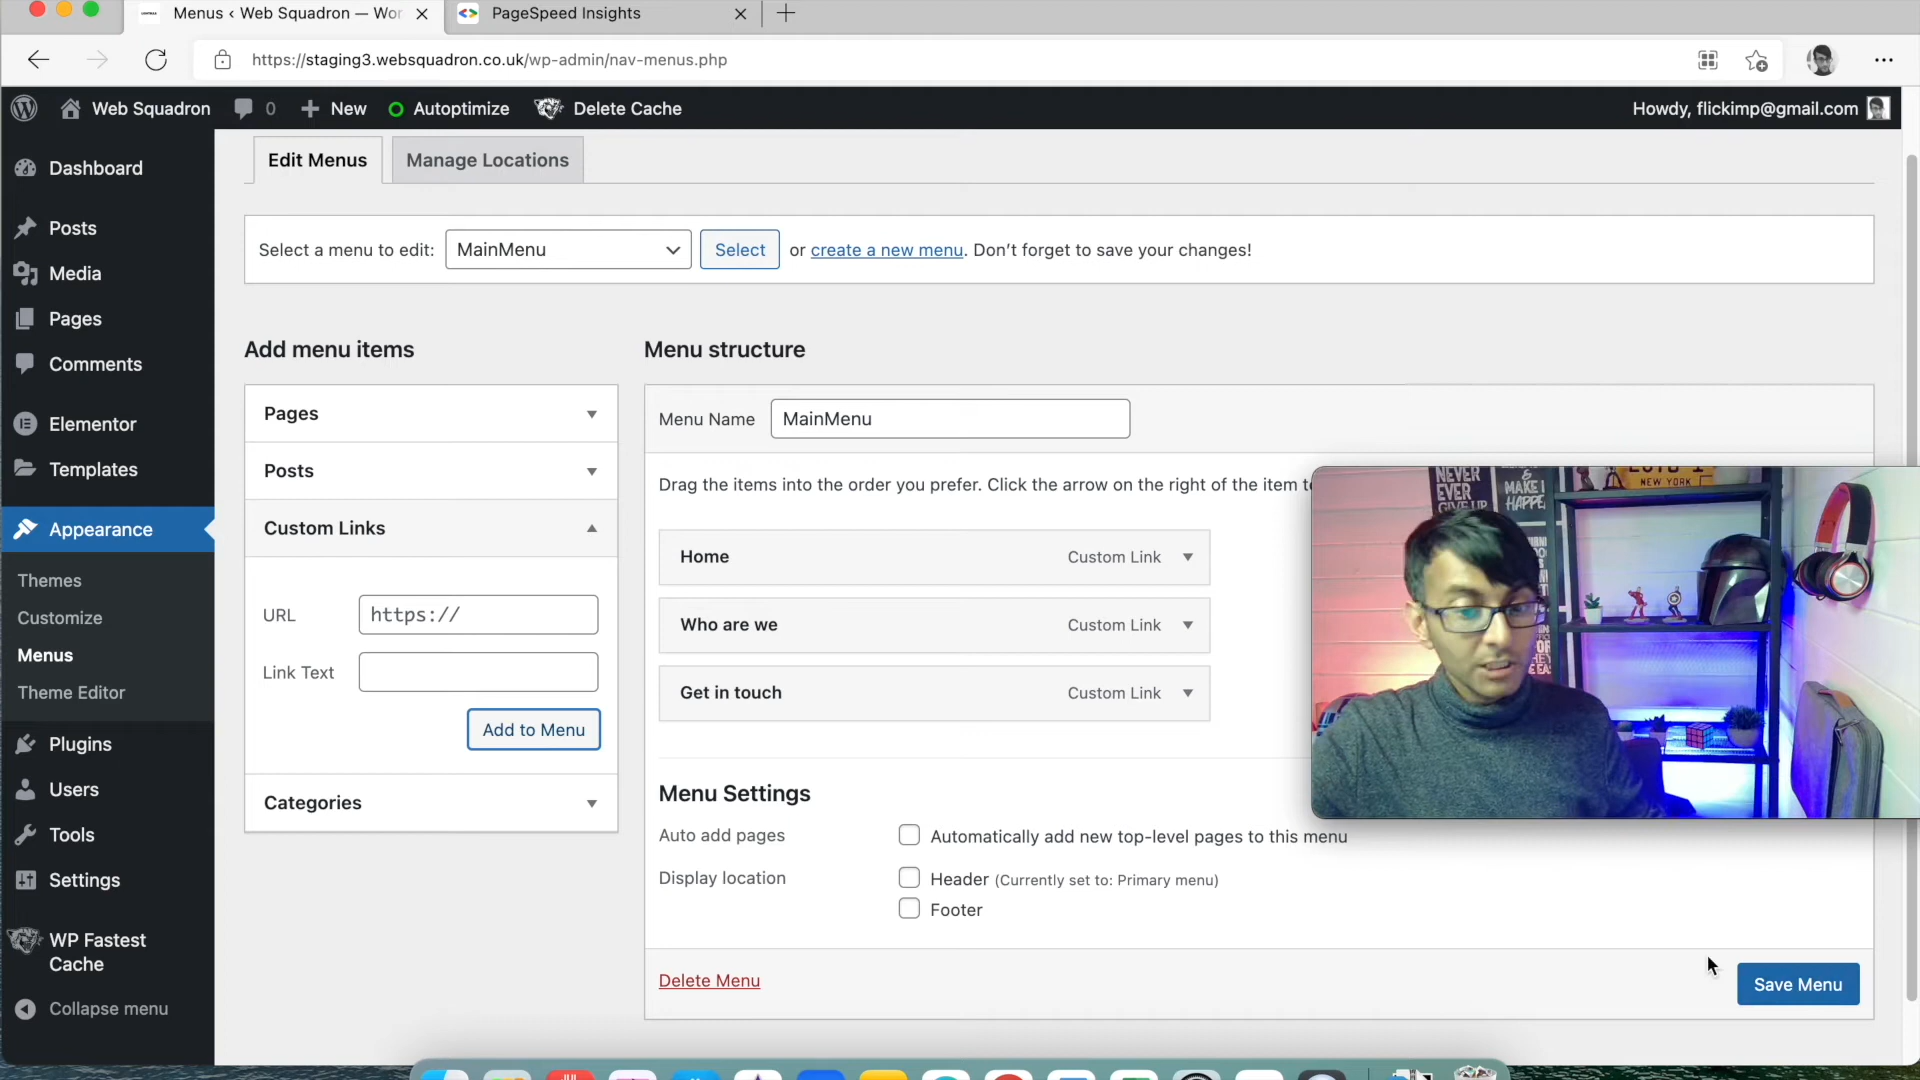 Menus ‹ Web Squadron — Wor
PageSpeed Insights
https://staging3.websquadron.co.uk/wp-admin/nav-menus.php
Web Squadron
0
New
Autoptimize
Delete Cache
Howdy, flickimp@gmail.com
Dashboard
Posts
Media
Pages
Comments
Elementor
Templates
Appearance
Themes
Customize
Menus
Theme Editor
Plugins
Users
Tools
Settings
WP Fastest
Cache
Collapse menu
Edit Menus
Manage Locations
Select a menu to edit: MainMenu Select or create a new menu. Don’t forget to save your changes!
Add menu items
Pages
Posts
Custom Links
URL https://
Link Text
Add to Menu
Categories
Menu structure
Menu Name MainMenu
Drag the items into the order you prefer. Click the arrow on the right of the item
Home Custom Link
Who are we Custom Link
Get in touch Custom Link
Menu Settings
Auto add pages Automatically add new top-level pages to this menu
Display location Header (Currently set to: Primary menu)
Footer
Delete Menu
Save Menu
NEVER
EVER
GIVE UP
&
MAKE I
HAPPE
NEW YORK